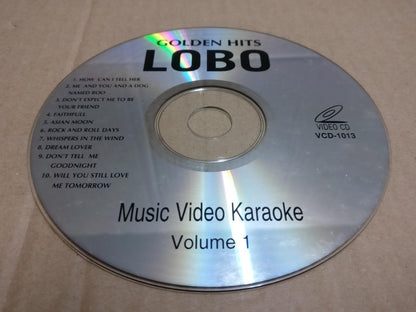 GOLDEN HITS
LOBO
1. HOW CAN I TELL HER
2. ME AND YOU AND A DOG
NAMED BOO
3. DON'T EXPECT ME TO BE
YOUR FRIEND
4. FAITHFULL
5. ASIAN MOON
6. ROCK AND ROLL DAYS
7. WHISPERS IN THE WIND
8. DREAM LOVER
9. DON'T TELL ME
GOODNIGHT
10. WILL YOU STILL LOVE
ME TOMORROW
VIDEO CD
VCD-1013
Music Video Karaoke
Volume 1